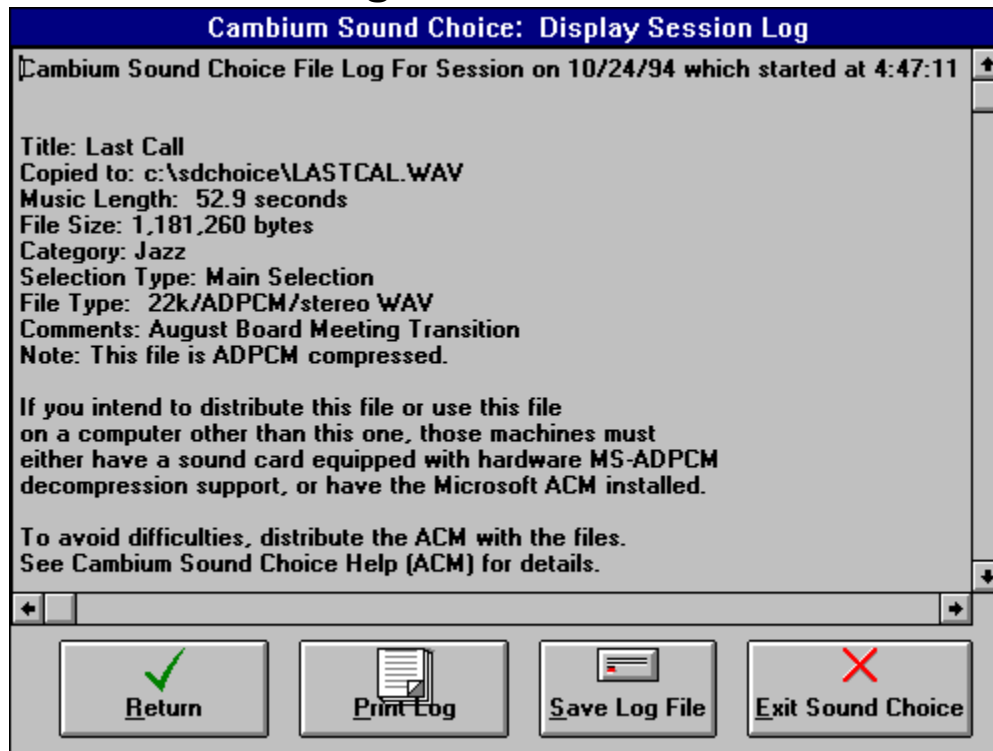 Cambium Sound Choice: Display Session Log
Cambium Sound Choice File Log For Session on 10/24/94 which started at 4:47:11
Title: Last Call
Copied to: c:\sdchoice\LASTCAL.WAV
Music Length:  52.9 seconds
File Size: 1,181,260 bytes
Category: Jazz
Selection Type: Main Selection
File Type:  22k/ADPCM/stereo WAV
Comments: August Board Meeting Transition
Note: This file is ADPCM compressed.
If you intend to distribute this file or use this file
on a computer other than this one, those machines must
either have a sound card equipped with hardware MS-ADPCM
decompression support, or have the Microsoft ACM installed.
To avoid difficulties, distribute the ACM with the files.
See Cambium Sound Choice Help (ACM) for details.
Return
Print Log
Save Log File
Exit Sound Choice